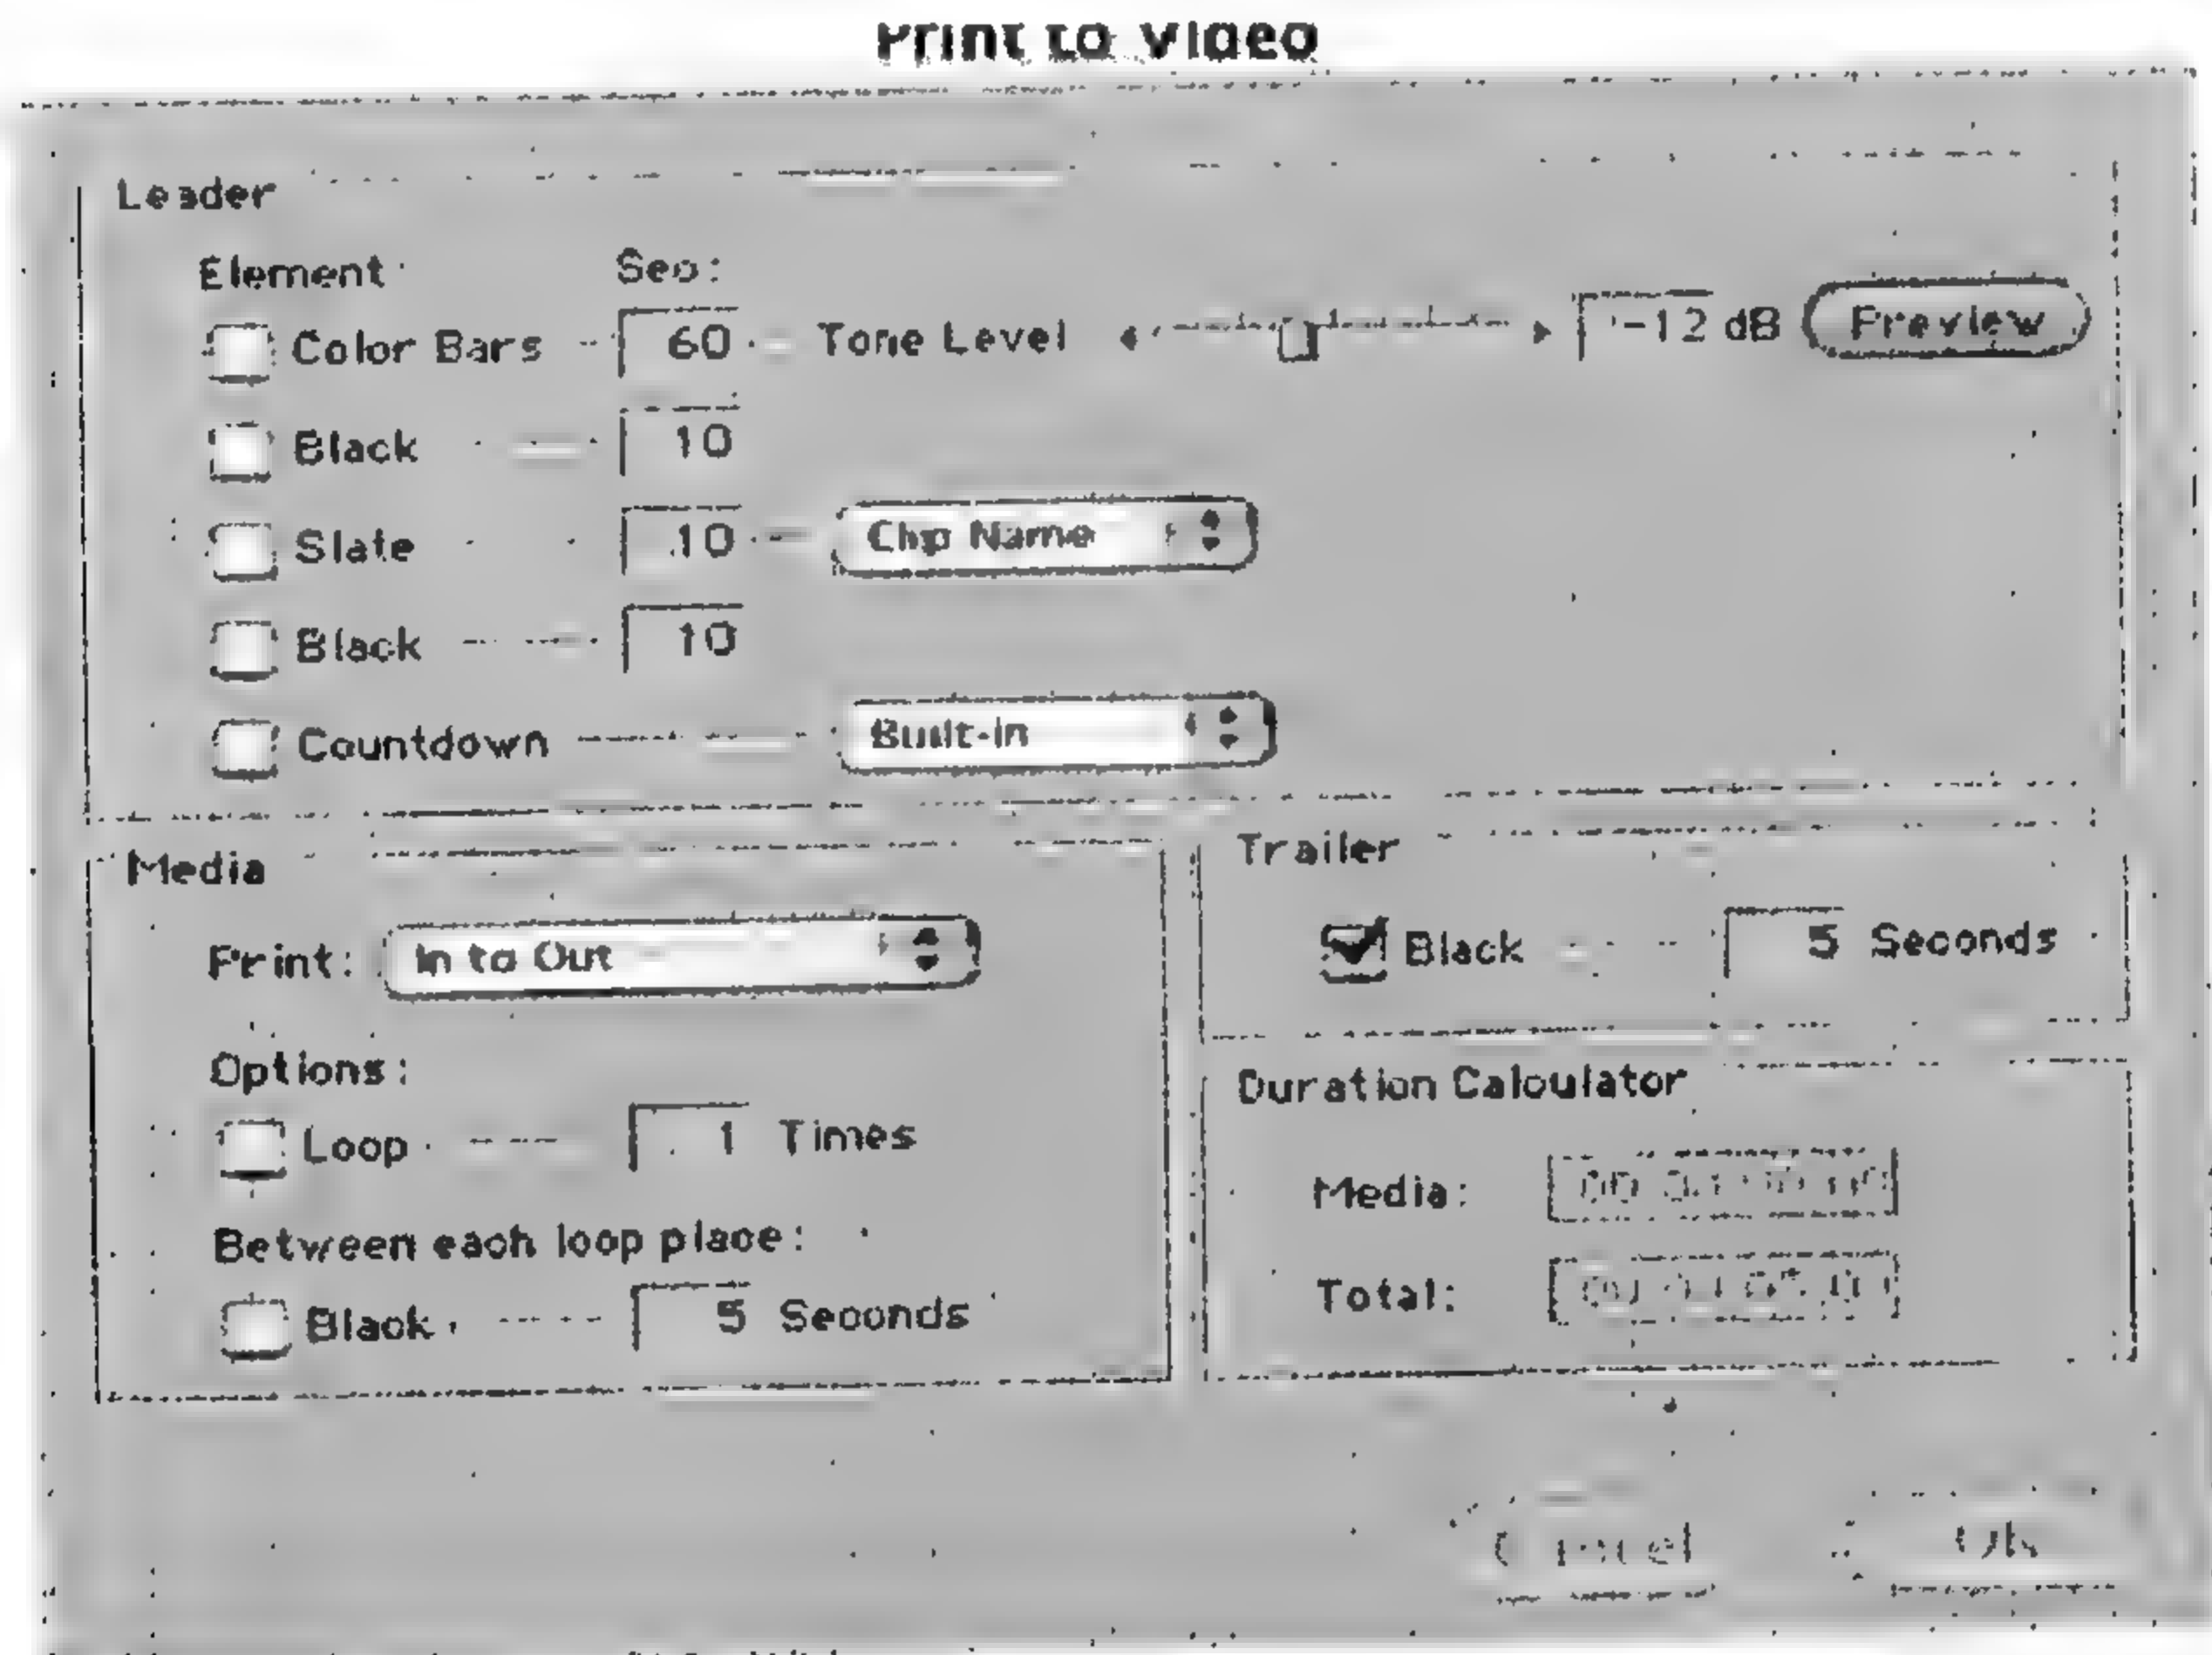 Print to Video
Leader
Element: Sec:
Color Bars 60 Tone Level -12 dB Preview
Black 10
Slate 10 Clip Name
Black 10
Countdown Built-in
Media
Trailer
Print: In to Out
Black 5 Seconds
Options:
Duration Calculator
Loop 1 Times
Media:
Between each loop place:
Total:
Black 5 Seconds
Cancel OK